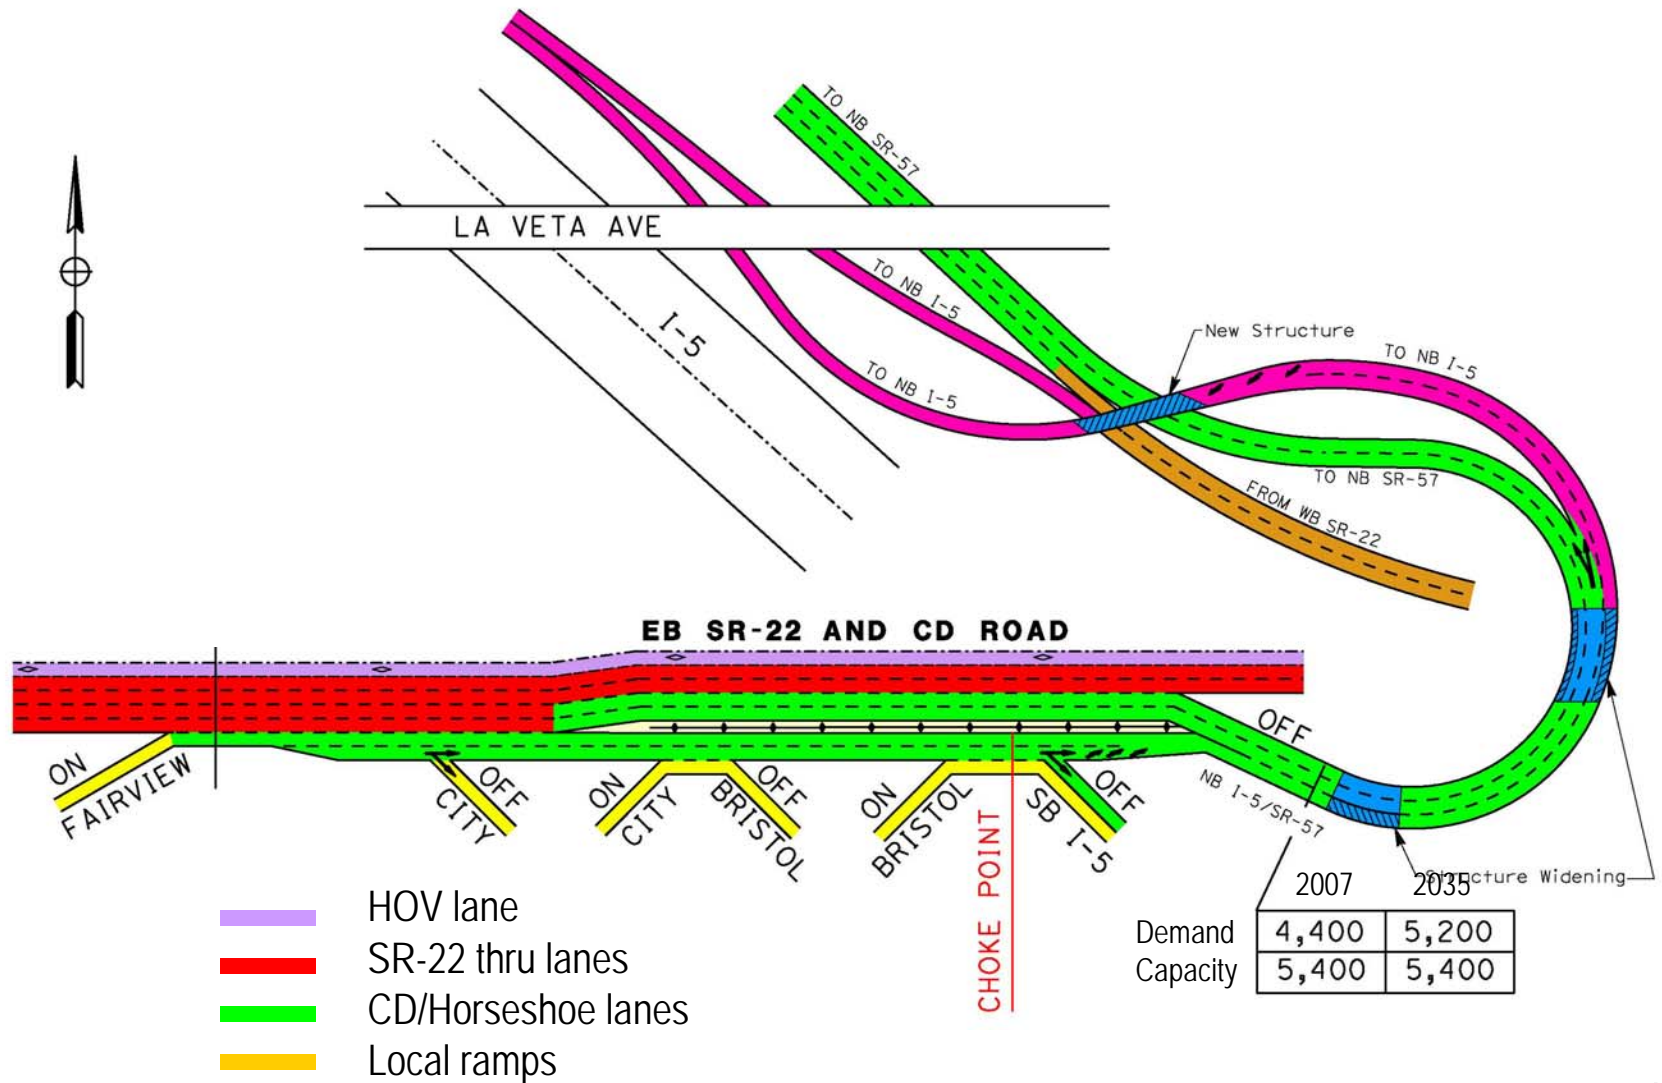 TO NB SR-57
LA VETA AVE
TO NB I-5
I-5
New Structure
TO NB I-5
TO NB I-5
TO NB SR-57
FROM WB SR-22
EB SR-22 AND CD ROAD
ON
FAIRVIEW
OFF
CITY
ON
CITY
OFF
BRISTOL
ON
BRISTOL
OFF
SB I-5
OFF
NB I-5/SR-57
CHOKE POINT
Structure Widening
2007 2035
Demand 4,400 5,200
Capacity 5,400 5,400
HOV lane
SR-22 thru lanes
CD/Horseshoe lanes
Local ramps